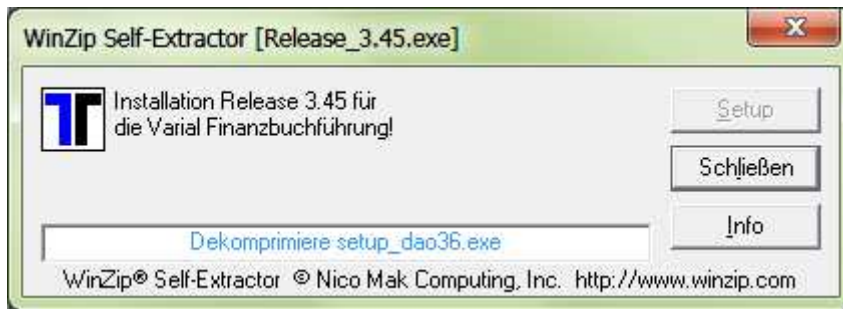 WinZip Self-Extractor [Release_3.45.exe]
Installation Release 3.45 für
die Varial Finanzbuchführung!
Setup
Schließen
Info
Dekomprimiere setup_dao36.exe
WinZip® Self-Extractor © Nico Mak Computing, Inc. http://www.winzip.com